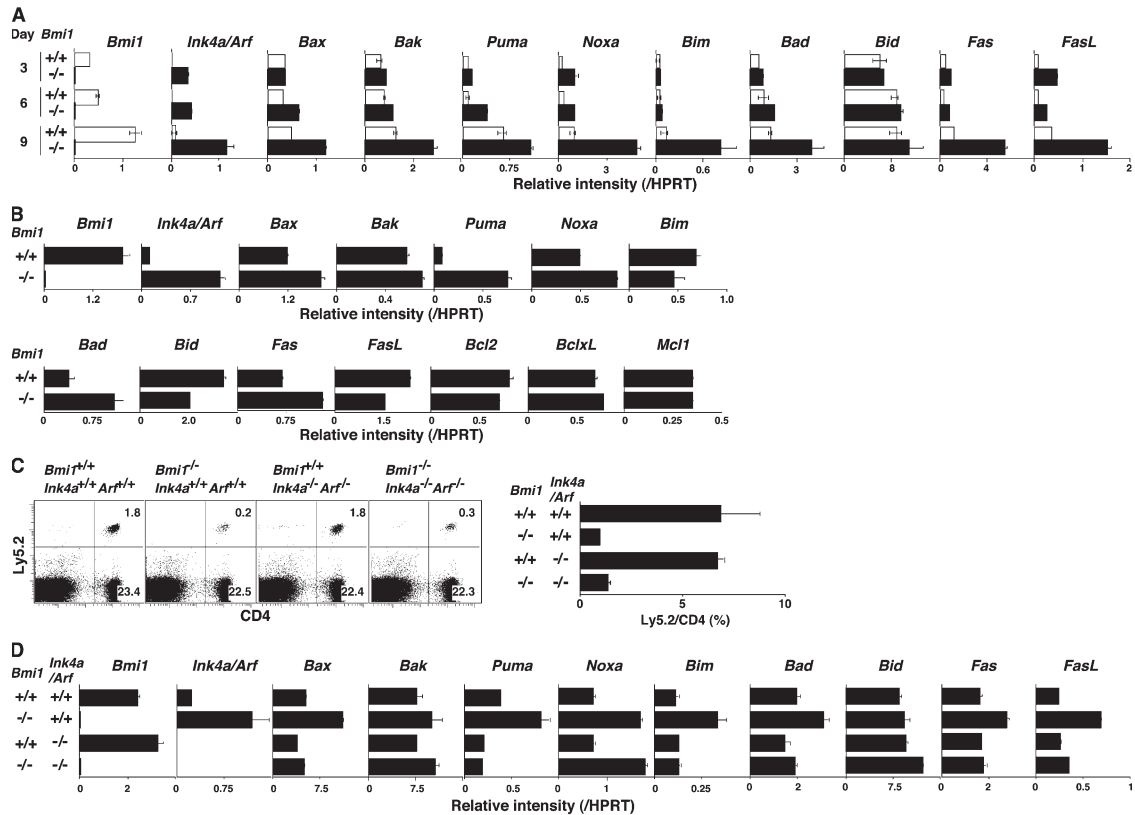 A
Day Bmi1 Bmi1 Ink4a/Arf Bax Bak Puma Noxa Bim Bad Bid Fas FasL
3 +/+
-/-
6 +/+
-/-
9 +/+
-/-
0 1 0 1 0 1 0 2 0 0.75 0 3 0 0.6 0 3 0 8 0 4 0 1 2
Relative intensity (/HPRT)
B
Bmi1 Bmi1 Ink4a/Arf Bax Bak Puma Noxa Bim
+/+
-/-
0 1.2 0 0.7 0 1.2 0 0.4 0 0.5 0 0.5 0 0.5 1.0
Relative intensity (/HPRT)
Bmi1 Bad Bid Fas FasL Bcl2 BclxL Mcl1
+/+
-/-
0 0.75 0 2.0 0 0.75 0 1.5 0 0.5 0 0.5 0 0.25 0.5
Relative intensity (/HPRT)
C
Bmi1+/+ Bmi1-/- Bmi1+/+ Bmi1-/-
Ink4a+/+ Arf+/+ Ink4a+/+ Arf+/+ Ink4a-/- Arf-/- Ink4a-/- Arf-/-
1.8 0.2 1.8 0.3
23.4 22.5 22.4 22.3
Ly5.2
CD4
Bmi1 Ink4a
/Arf
+/+ +/+
-/- +/+
+/+ -/-
-/- -/-
0 5 10
Ly5.2/CD4 (%)
D
Bmi1 Ink4a
/Arf Bmi1 Ink4a/Arf Bax Bak Puma Noxa Bim Bad Bid Fas FasL
+/+ +/+
-/- +/+
+/+ -/-
-/- -/-
0 2 0 0.75 0 7.5 0 3 0 0.5 0 1 0 0.25 0 2 0 7.5 0 2 0 0.5 1
Relative intensity (/HPRT)